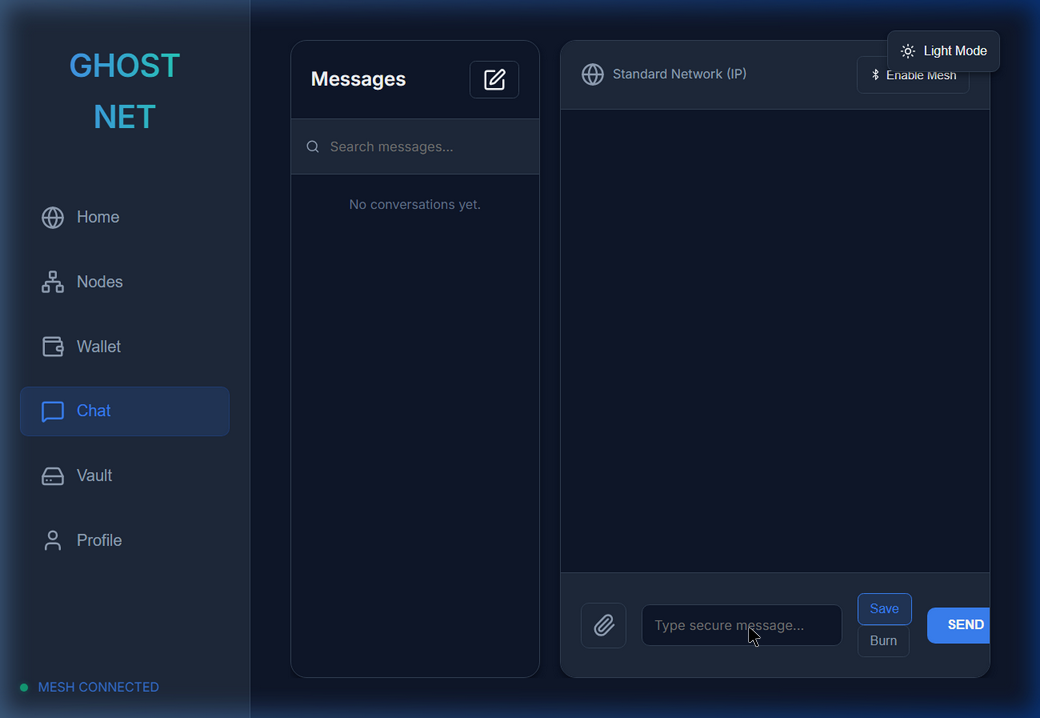 GHOST
NET
Home
Nodes
Wallet
Chat
Vault
Profile
MESH CONNECTED
Messages
Search messages...
No conversations yet.
Standard Network (IP)
Light Mode
Enable Mesh
Type secure message...
Save
Burn
SEND